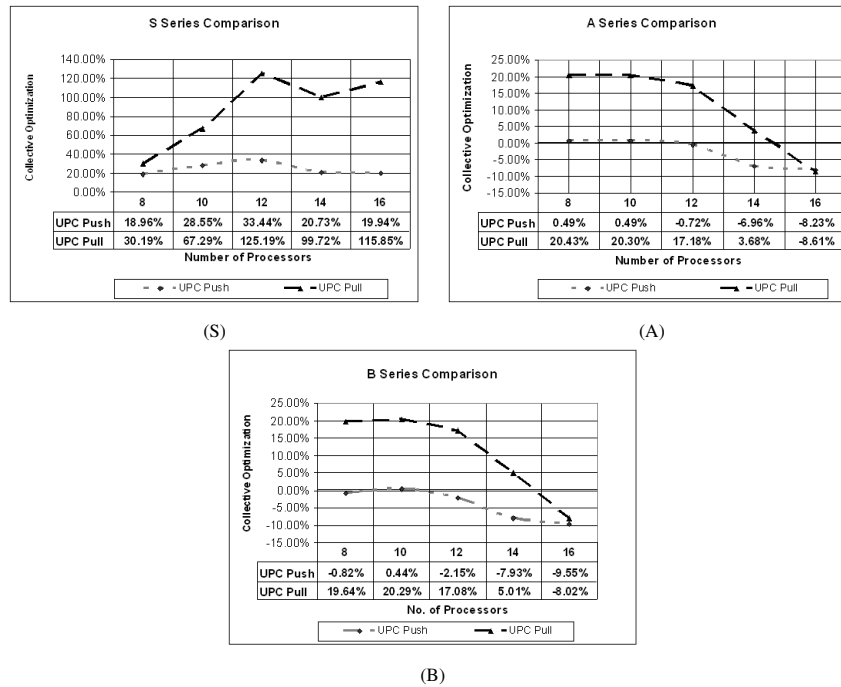 S Series Comparison
Collective Optimization
140.00%
120.00%
100.00%
80.00%
60.00%
40.00%
20.00%
0.00%
8 10 12 14 16
UPC Push 18.96% 28.55% 33.44% 20.73% 19.94%
UPC Pull 30.19% 67.29% 125.19% 99.72% 115.85%
Number of Processors
UPC Push UPC Pull
(S)
A Series Comparison
Collective Optimization
25.00%
20.00%
15.00%
10.00%
5.00%
0.00%
-5.00%
-10.00%
-15.00%
8 10 12 14 16
UPC Push 0.49% 0.49% -0.72% -6.96% -8.23%
UPC Pull 20.43% 20.30% 17.18% 3.68% -8.61%
Number of Processors
UPC Push UPC Pull
(A)
B Series Comparison
Collective Optimization
25.00%
20.00%
15.00%
10.00%
5.00%
0.00%
-5.00%
-10.00%
-15.00%
8 10 12 14 16
UPC Push -0.82% 0.44% -2.15% -7.93% -9.55%
UPC Pull 19.64% 20.29% 17.08% 5.01% -8.02%
No. of Processors
UPC Push UPC Pull
(B)